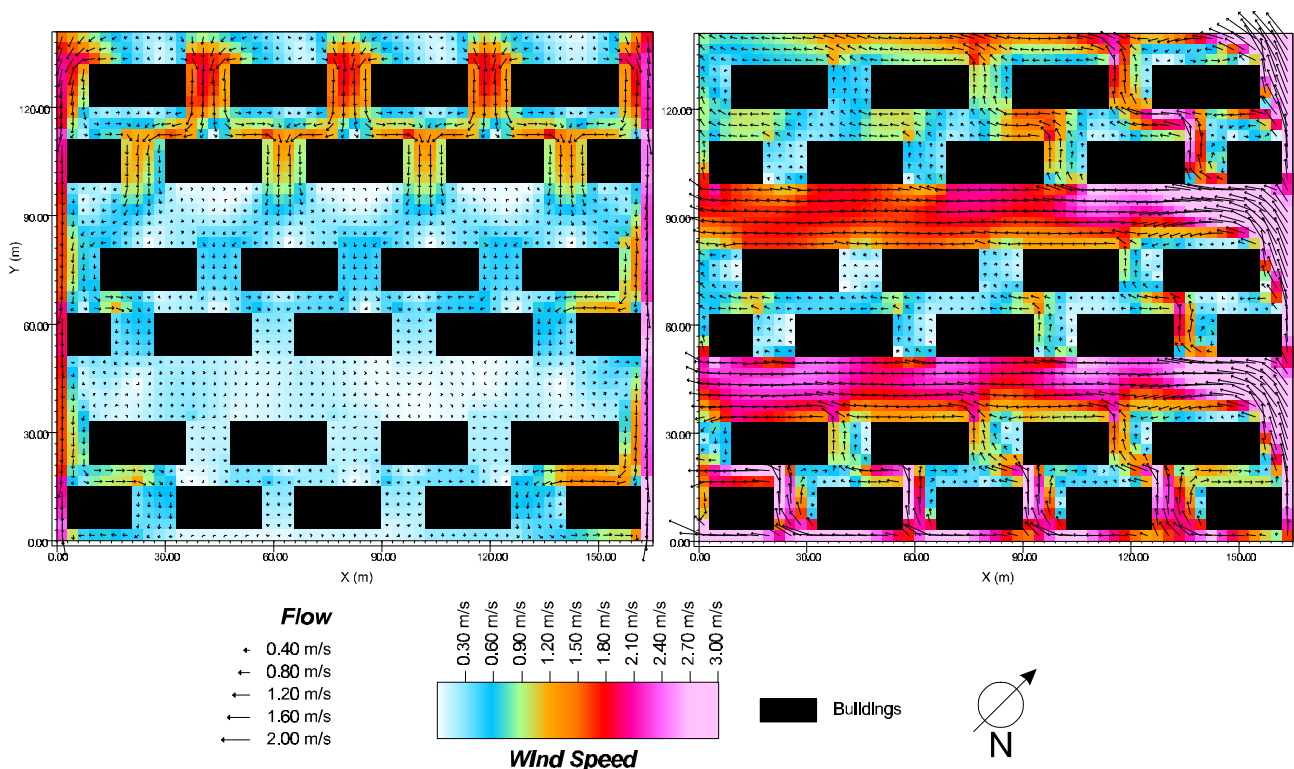 120.00
90.00
60.00
30.00
0.00
Y (m)
0.00 30.00 60.00 90.00 120.00 150.00
X (m)
120.00
90.00
60.00
30.00
0.00
0.00 30.00 60.00 90.00 120.00 150.00
X (m)
Flow
0.40 m/s
0.80 m/s
1.20 m/s
1.60 m/s
2.00 m/s
0.30 m/s
0.60 m/s
0.90 m/s
1.20 m/s
1.50 m/s
1.80 m/s
2.10 m/s
2.40 m/s
2.70 m/s
3.00 m/s
WInd Speed
Buildings
N